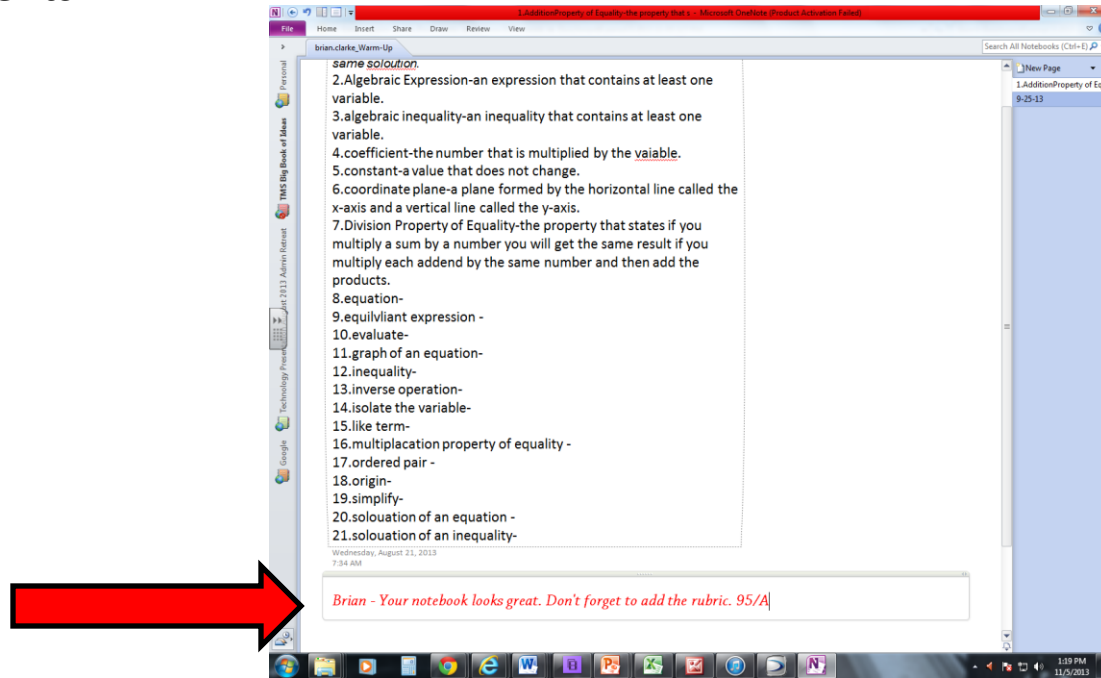 1.AdditionProperty of Equality-the property that s - Microsoft OneNote (Product Activation Failed)
File Home Insert Share Draw Review View
brian.clarke_Warm-Up
Search All Notebooks (Ctrl+E)
New Page
1.AdditionProperty of Eq
9-25-13
Personal
TMS Big Book of Ideas
2013 Admin Retreat
Technology
Google
same soloution.
2.Algebraic Expression-an expression that contains at least one
variable.
3.algebraic inequality-an inequality that contains at least one
variable.
4.coefficient-the number that is multiplied by the vaiable.
5.constant-a value that does not change.
6.coordinate plane-a plane formed by the horizontal line called the
x-axis and a vertical line called the y-axis.
7.Division Property of Equality-the property that states if you
multiply a sum by a number you will get the same result if you
multiply each addend by the same number and then add the
products.
8.equation-
9.equilvliant expression -
10.evaluate-
11.graph of an equation-
12.inequality-
13.inverse operation-
14.isolate the variable-
15.like term-
16.multiplacation property of equality -
17.ordered pair -
18.origin-
19.simplify-
20.solouation of an equation -
21.solouation of an inequality-
Wednesday, August 21, 2013
7:34 AM
Brian - Your notebook looks great. Don't forget to add the rubric. 95/A
1:19 PM
11/5/2013